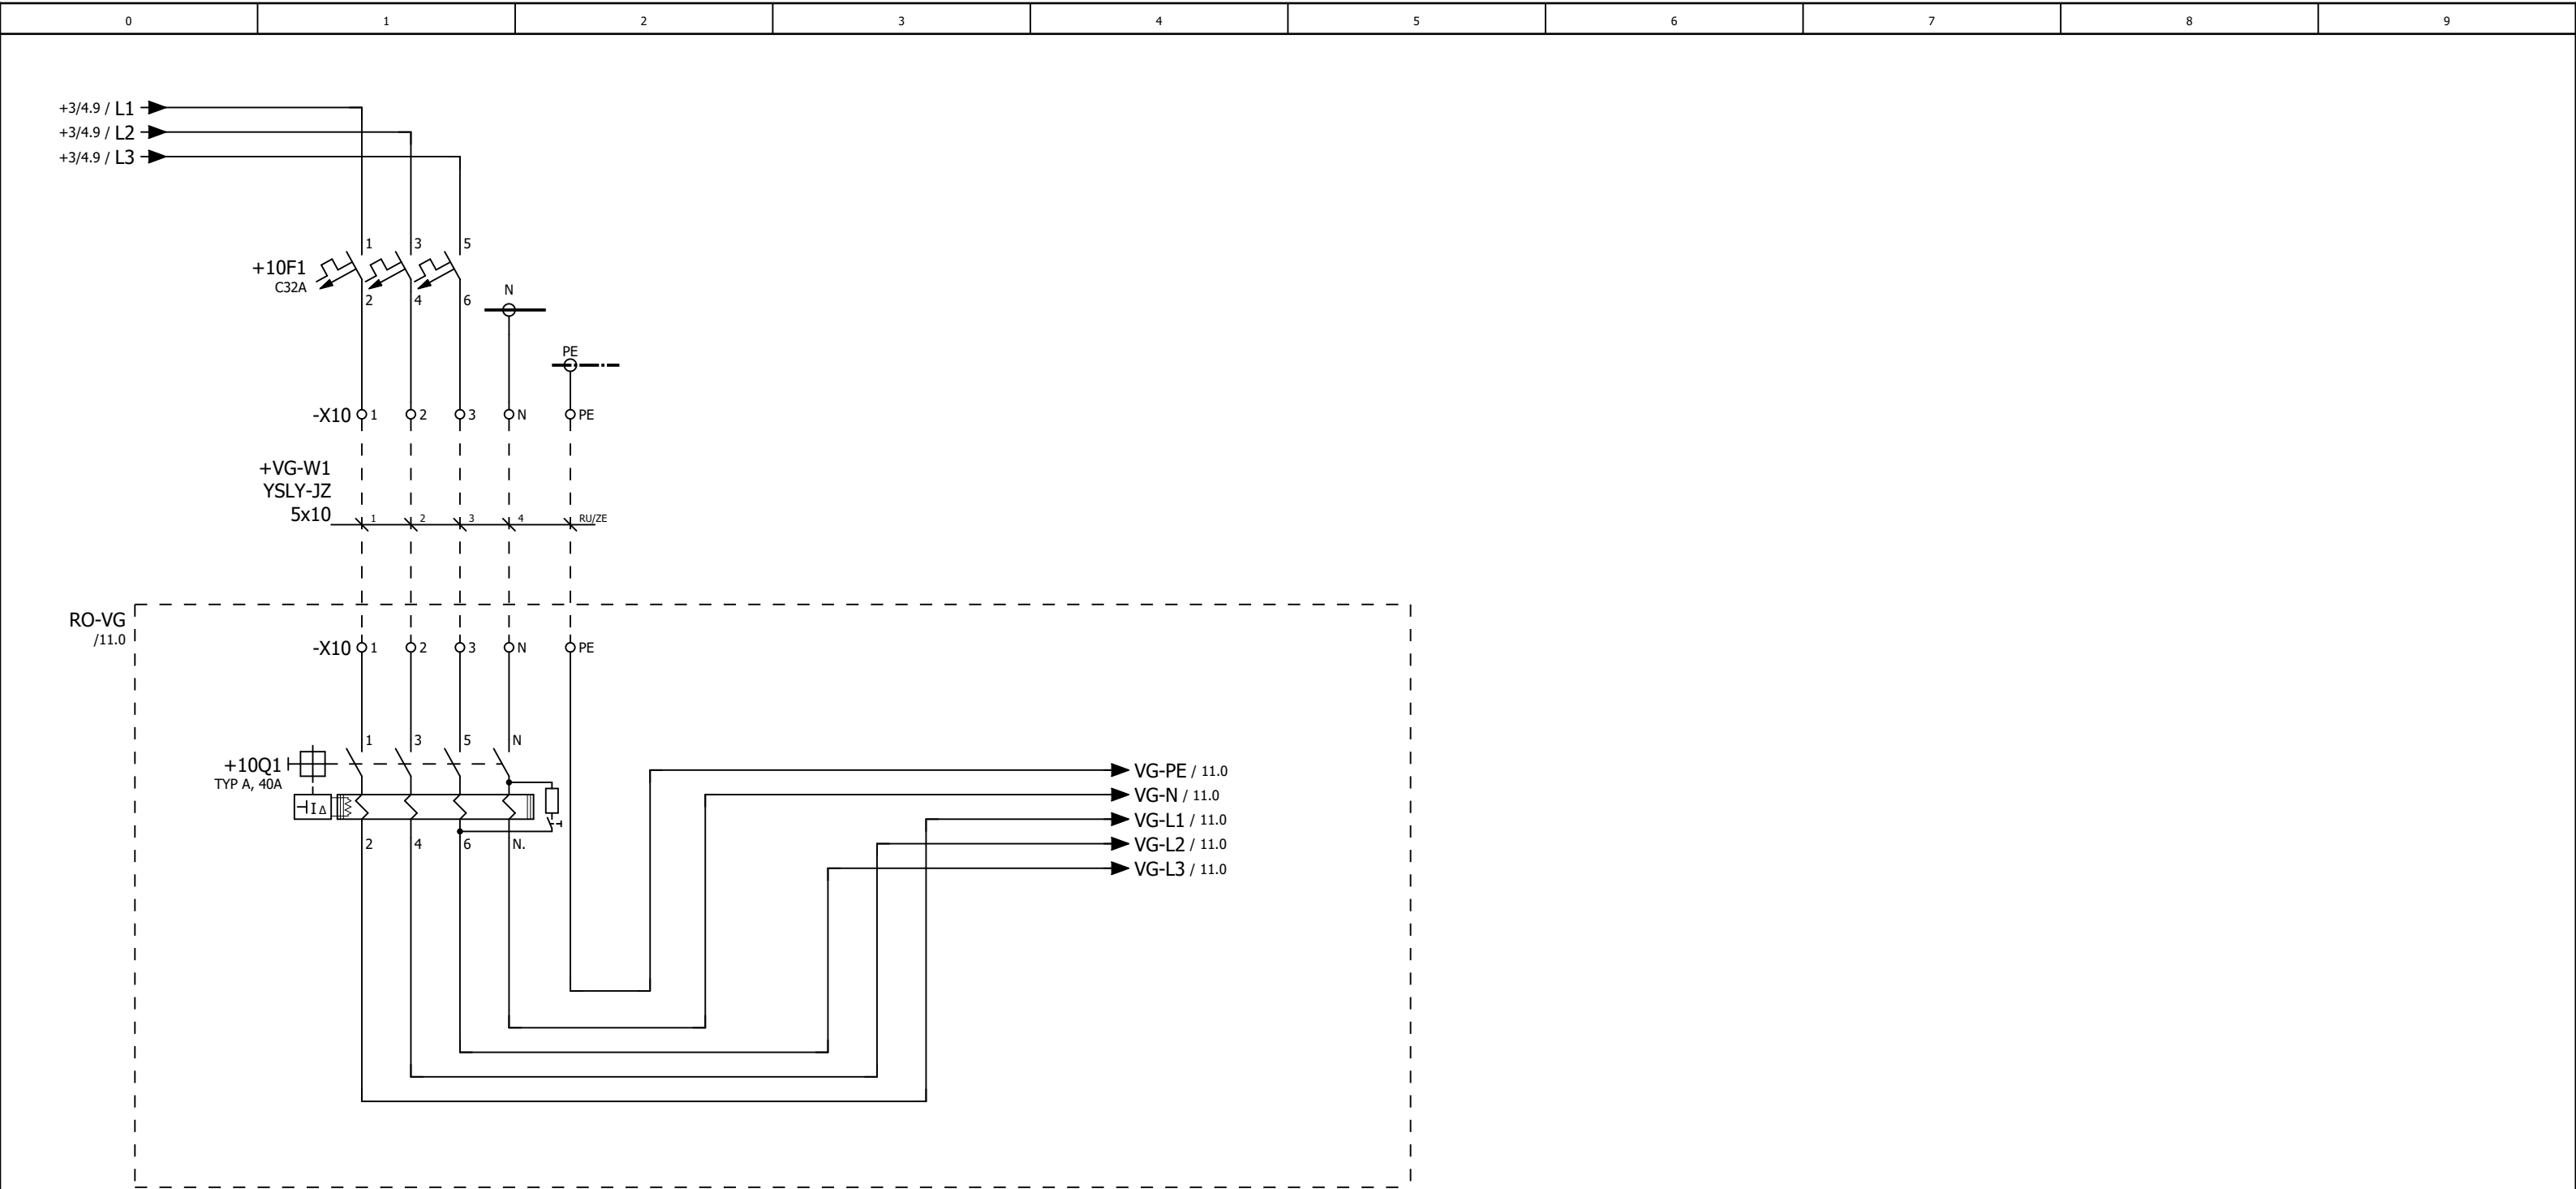 0 1 2 3 4 5 6 7 8 9
+3/4.9 / L1
+3/4.9 / L2
+3/4.9 / L3
1 3 5
+10F1
C32A
2 4 6
N
PE
-X10 1 2 3 N PE
+VG-W1
YSLY-JZ
5x10
1 2 3 4 RU/ZE
RO-VG
/11.0
-X10 1 2 3 N PE
1 3 5 N
+10Q1
TYP A, 40A
I Δ
2 4 6 N.
VG-PE / 11.0
VG-N / 11.0
VG-L1 / 11.0
VG-L2 / 11.0
VG-L3 / 11.0